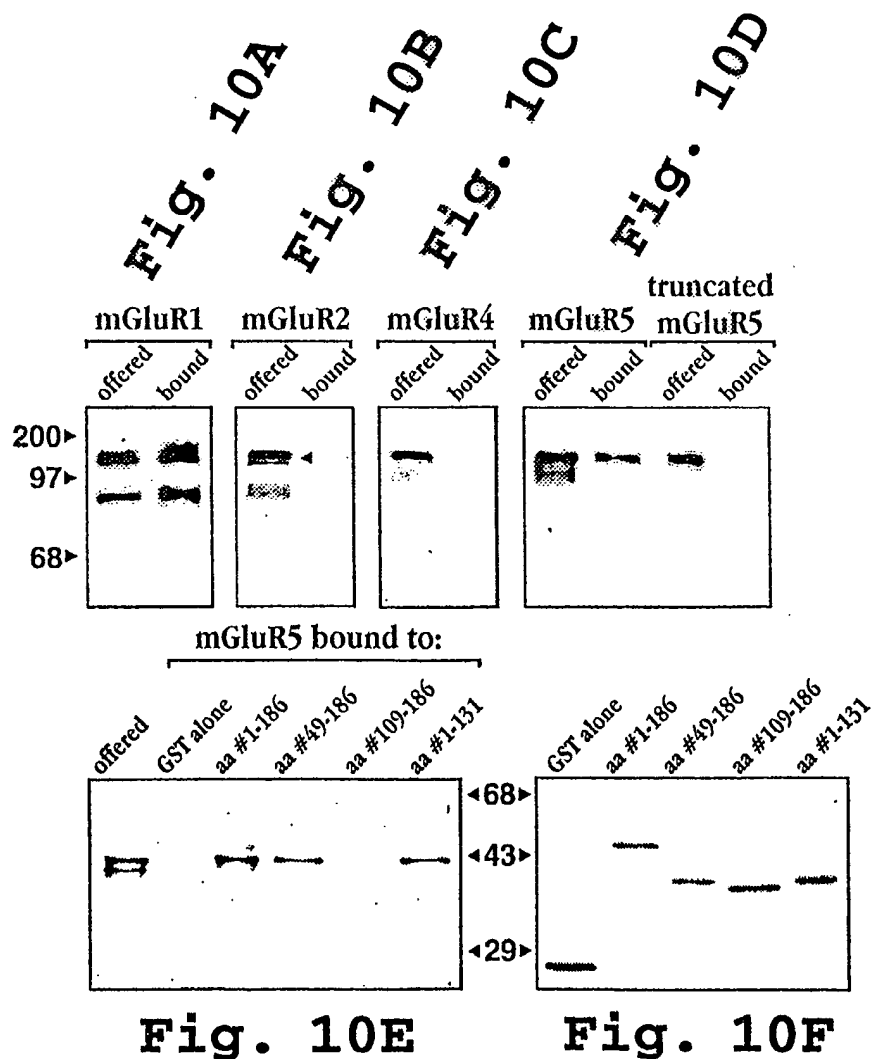 Fig. 10A
Fig. 10B
Fig. 10C
Fig. 10D
mGluR1
mGluR2
mGluR4
mGluR5
truncated
mGluR5
offered
bound
offered
bound
offered
bound
offered
bound
offered
bound
200
97
68
mGluR5 bound to:
offered
GST alone
aa #1-186
aa #49-186
aa #109-186
aa #1-131
GST alone
aa #1-186
aa #49-186
aa #109-186
aa #1-131
68
43
29
Fig. 10E
Fig. 10F